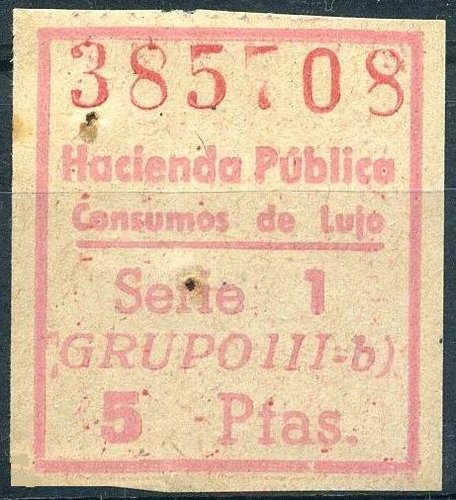 385708
Hacienda Pública
Consumos de Lujo
Serie 1
(GRUPO III-b)
5 Ptas.